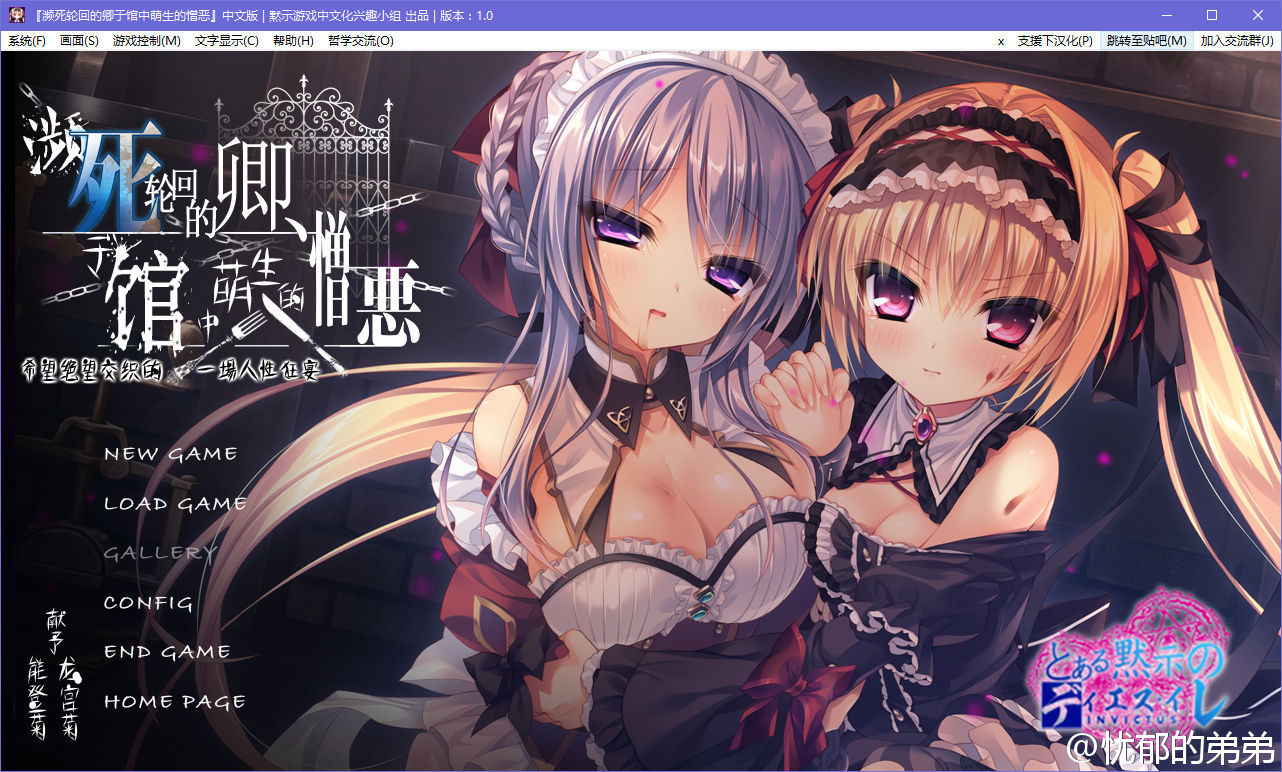 『濒死轮回的卿于馆中萌生的憎恶』中文版 | 默示游戏中文化兴趣小组 出品 | 版本：1.0
系统(F) 画面(S) 游戏控制(M) 文字显示(C) 帮助(H) 哲学交流(O) x 支援下汉化(P) 跳转至贴吧(M) 加入交流群(J)
濒死轮回的卿、
于馆中萌生的憎恶
希望绝望交织的 一場人性狂宴
NEW GAME
LOAD GAME
GALLERY
CONFIG
END GAME
HOME PAGE
献予
龙宫菊
能登菊
とある黙示の
ディエス・イレ
INVICTUS
@忧郁的弟弟